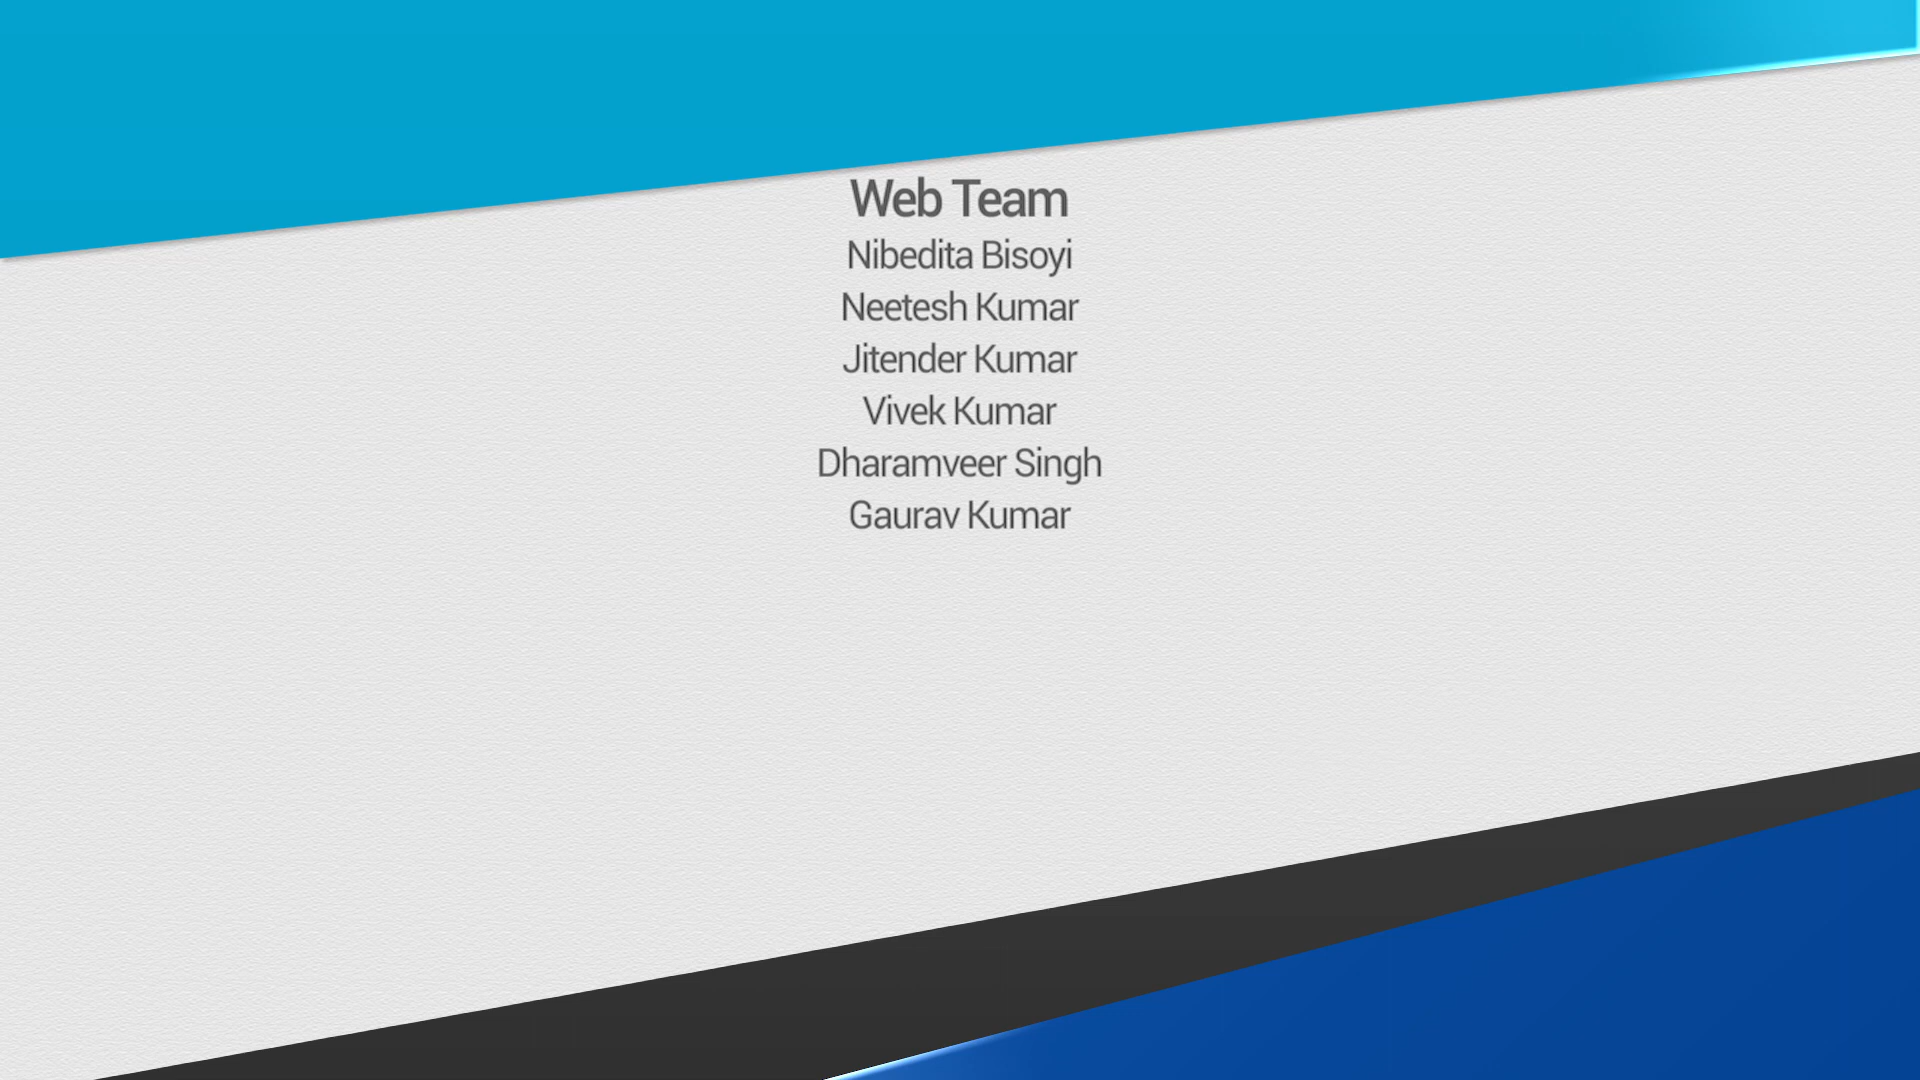 Web Team
Nibedita Bisoyi
Neetesh Kumar
Jitender Kumar
Vivek Kumar
Dharamveer Singh
Gaurav Kumar